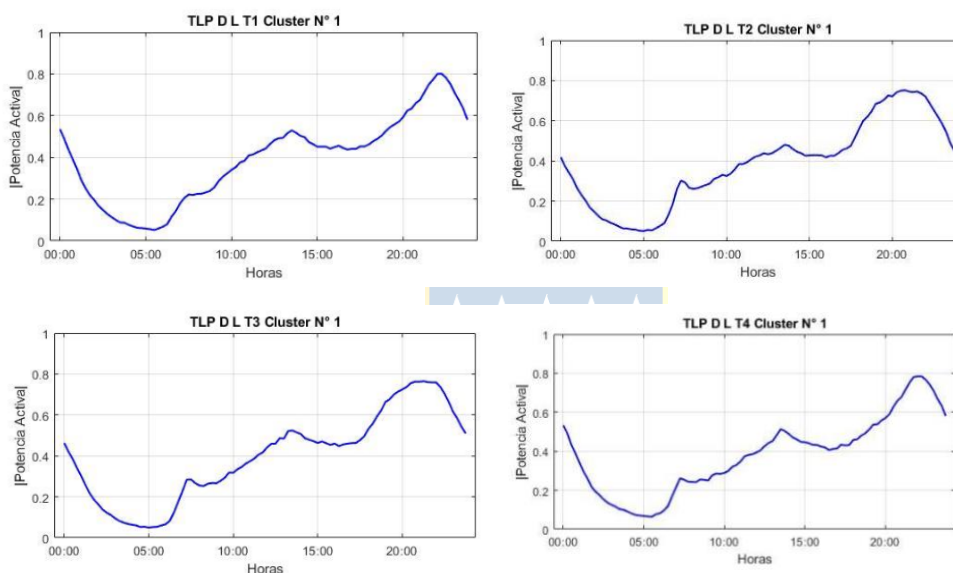 TLP D L T1 Cluster N° 1
|Potencia Activa|
1
0.8
0.6
0.4
0.2
0
00:00 05:00 10:00 15:00 20:00
Horas
TLP D L T2 Cluster N° 1
|Potencia Activa|
1
0.8
0.6
0.4
0.2
0
00:00 05:00 10:00 15:00 20:00
Horas
TLP D L T3 Cluster N° 1
|Potencia Activa|
1
0.8
0.6
0.4
0.2
0
00:00 05:00 10:00 15:00 20:00
Horas
TLP D L T4 Cluster N° 1
|Potencia Activa|
1
0.8
0.6
0.4
0.2
0
00:00 05:00 10:00 15:00 20:00
Horas